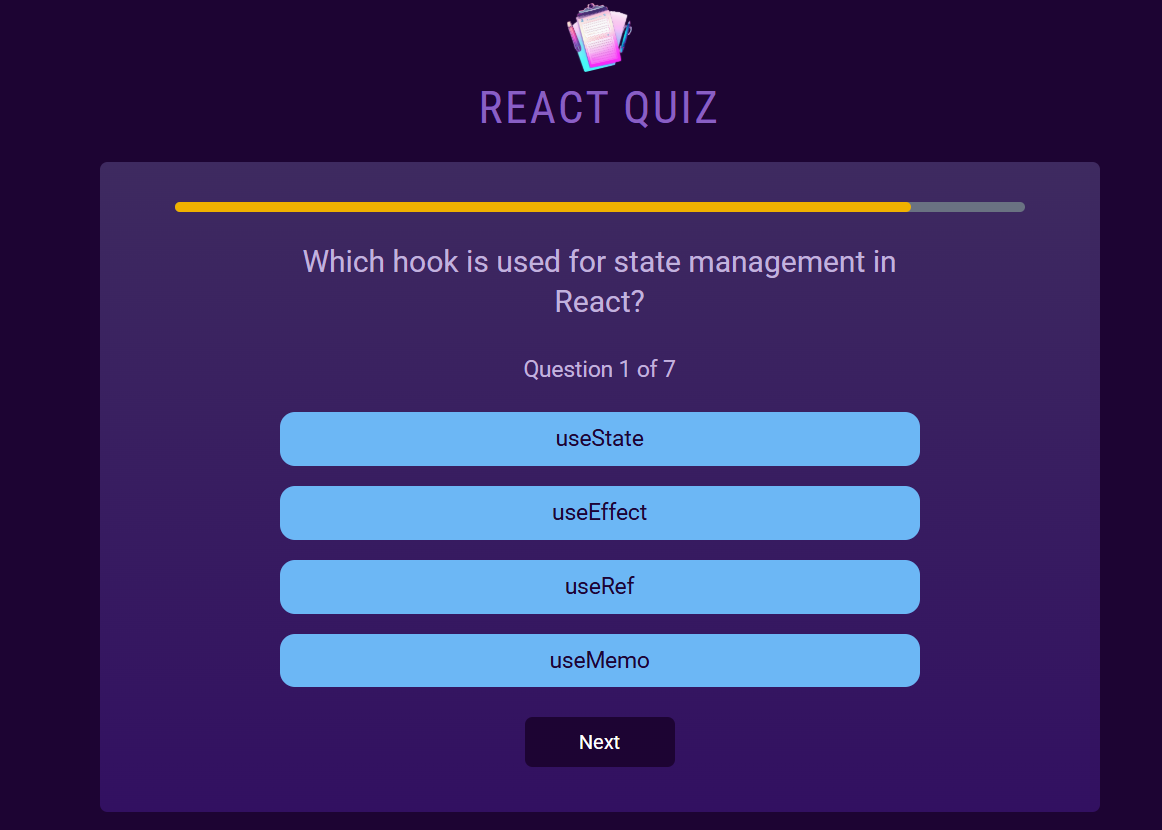 REACT QUIZ
Which hook is used for state management in
React?
Question 1 of 7
useState
useEffect
useRef
useMemo
Next